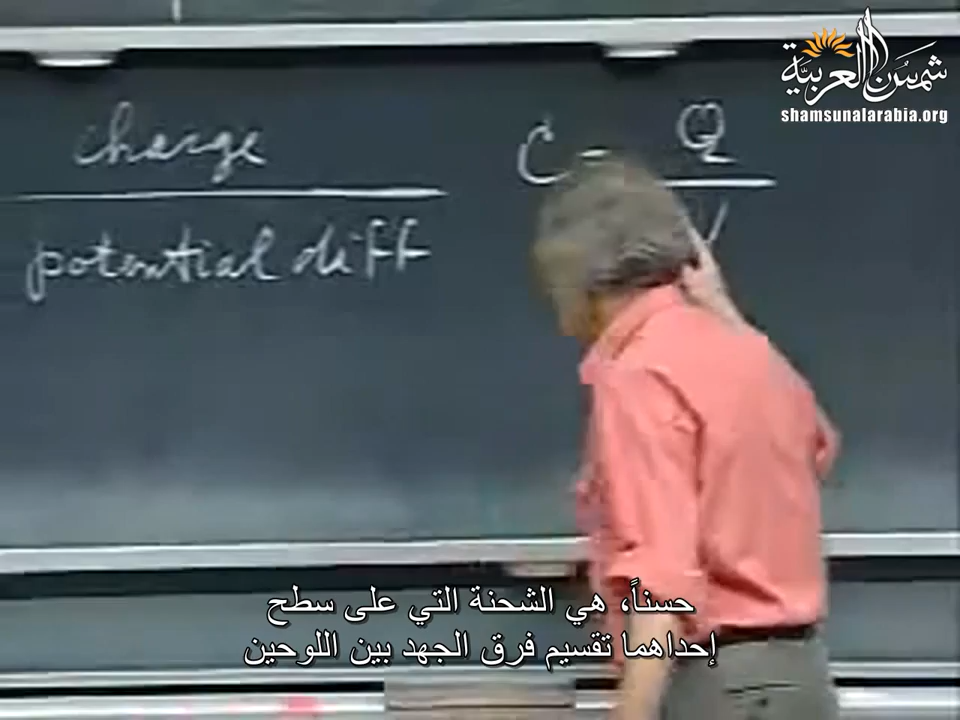 شمس العربية
shamsunalarabia.org
charge
C = Q
potential diff
V
حسناً، هي الشحنة التي على سطح
إحداهما تقسيم فرق الجهد بين اللوحين